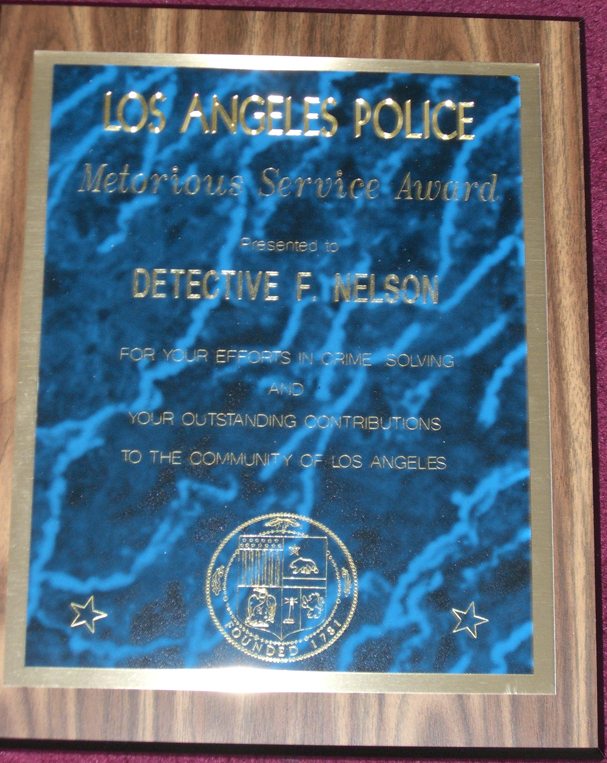 LOS ANGELES POLICE
Metorious Service Award
Presented to
DETECTIVE F. NELSON
FOR YOUR EFFORTS IN CRIME SOLVING
AND
YOUR OUTSTANDING CONTRIBUTIONS
TO THE COMMUNITY OF LOS ANGELES
FOUNDED 1781